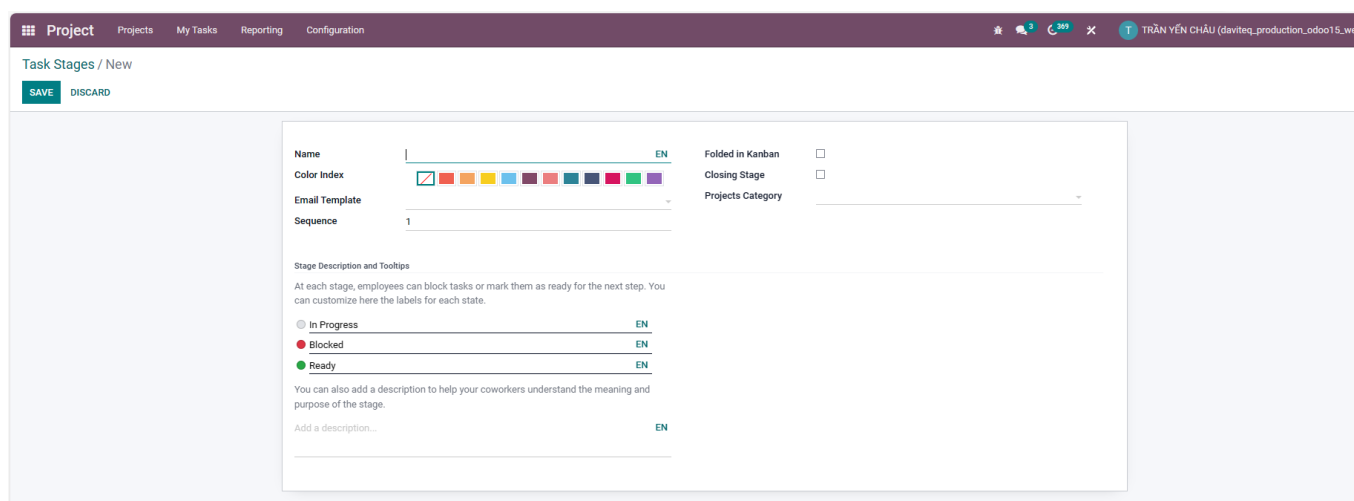 Project Projects My Tasks Reporting Configuration 3 369 T TRẦN YẾN CHÂU (daviteq_production_odoo15_we
Task Stages / New
SAVE DISCARD
Name EN Folded in Kanban
Color Index Closing Stage
Email Template Projects Category
Sequence 1
Stage Description and Tooltips
At each stage, employees can block tasks or mark them as ready for the next step. You
can customize here the labels for each state.
In Progress EN
Blocked EN
Ready EN
You can also add a description to help your coworkers understand the meaning and
purpose of the stage.
Add a description... EN